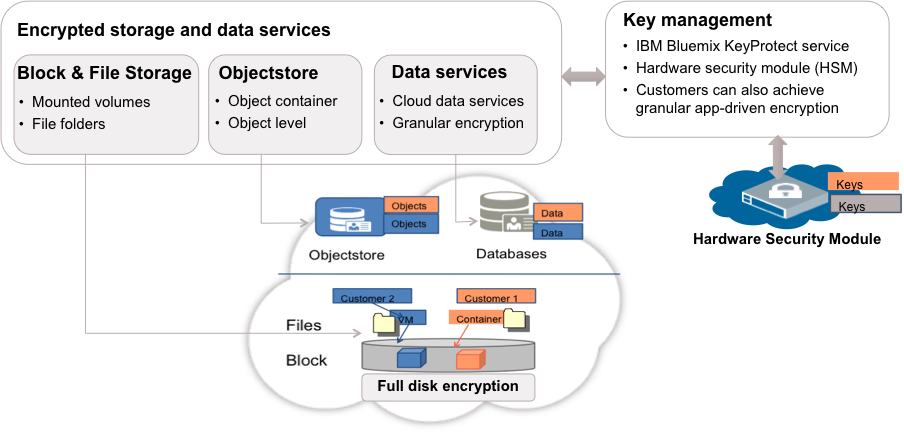 Encrypted storage and data services
Block & File Storage
• Mounted volumes
• File folders
Objectstore
• Object container
• Object level
Data services
• Cloud data services
• Granular encryption
Key management
• IBM Bluemix KeyProtect service
• Hardware security module (HSM)
• Customers can also achieve
granular app-driven encryption
Keys
Keys
Hardware Security Module
Objects
Objects
Objectstore
Data
Data
Databases
Customer 2
Customer 1
VM
Container
Files
Block
Full disk encryption